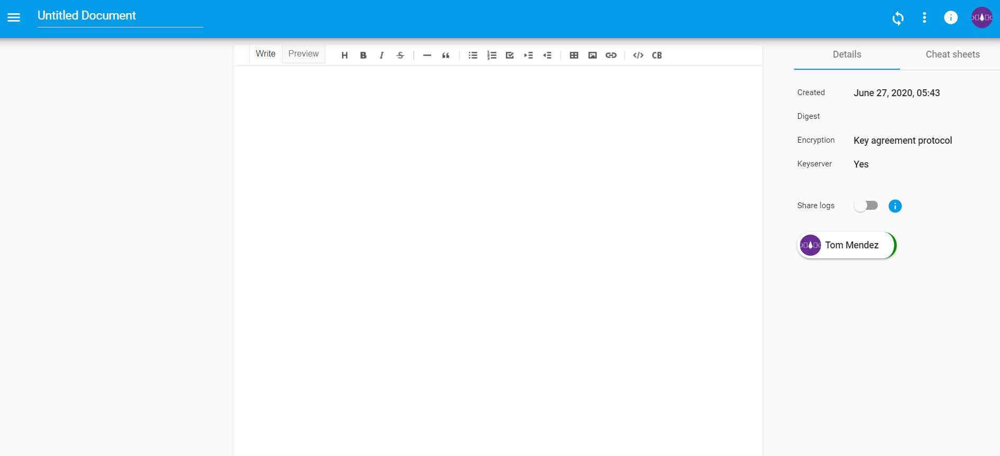 Untitled Document
Write Preview H B I S CB
Details Cheat sheets
Created June 27, 2020, 05:43
Digest
Encryption Key agreement protocol
Keyserver Yes
Share logs
Tom Mendez